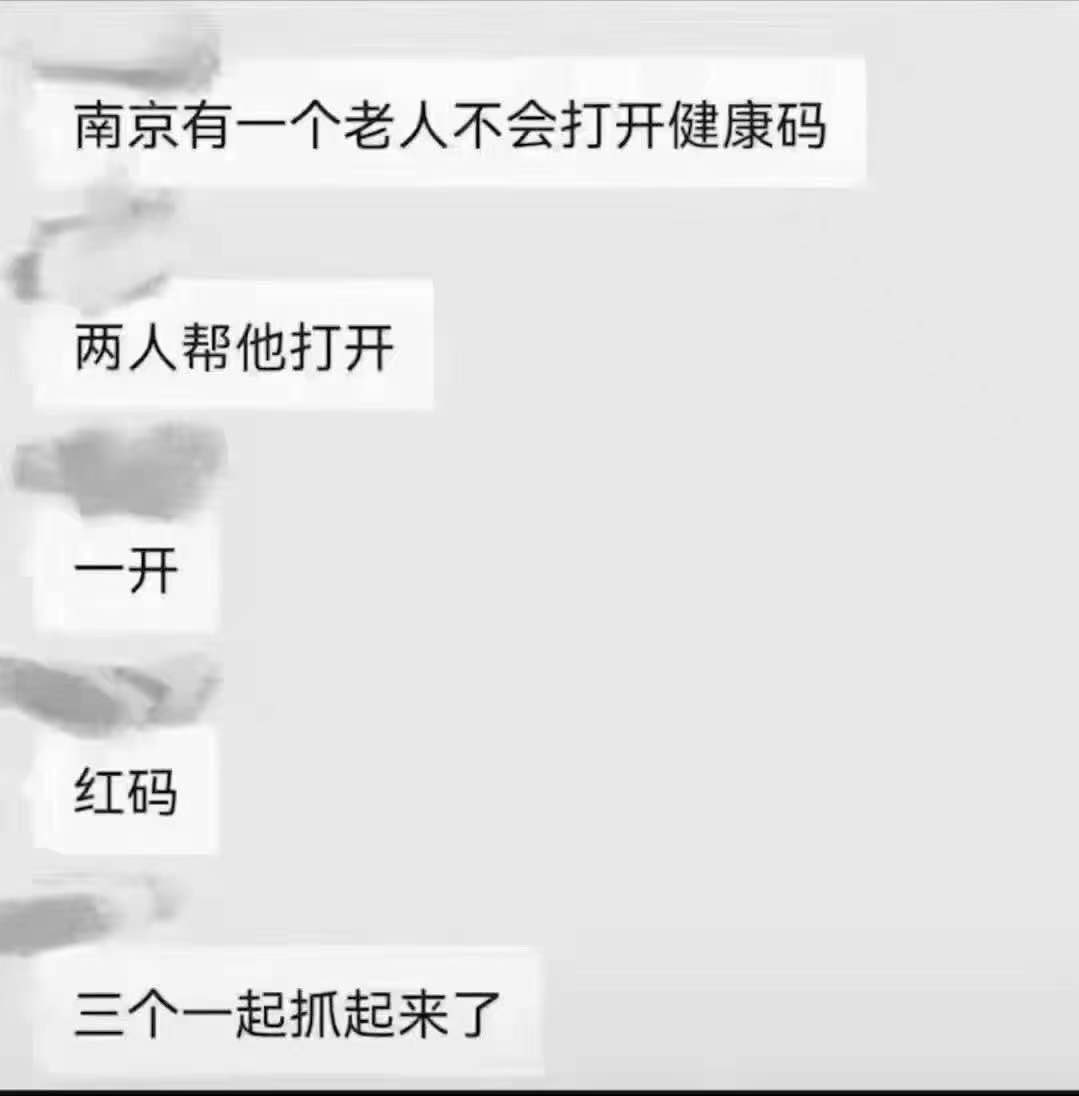 南京有一个老人不会打开健康码
两人帮他打开
一开
红码
三个一起抓起来了